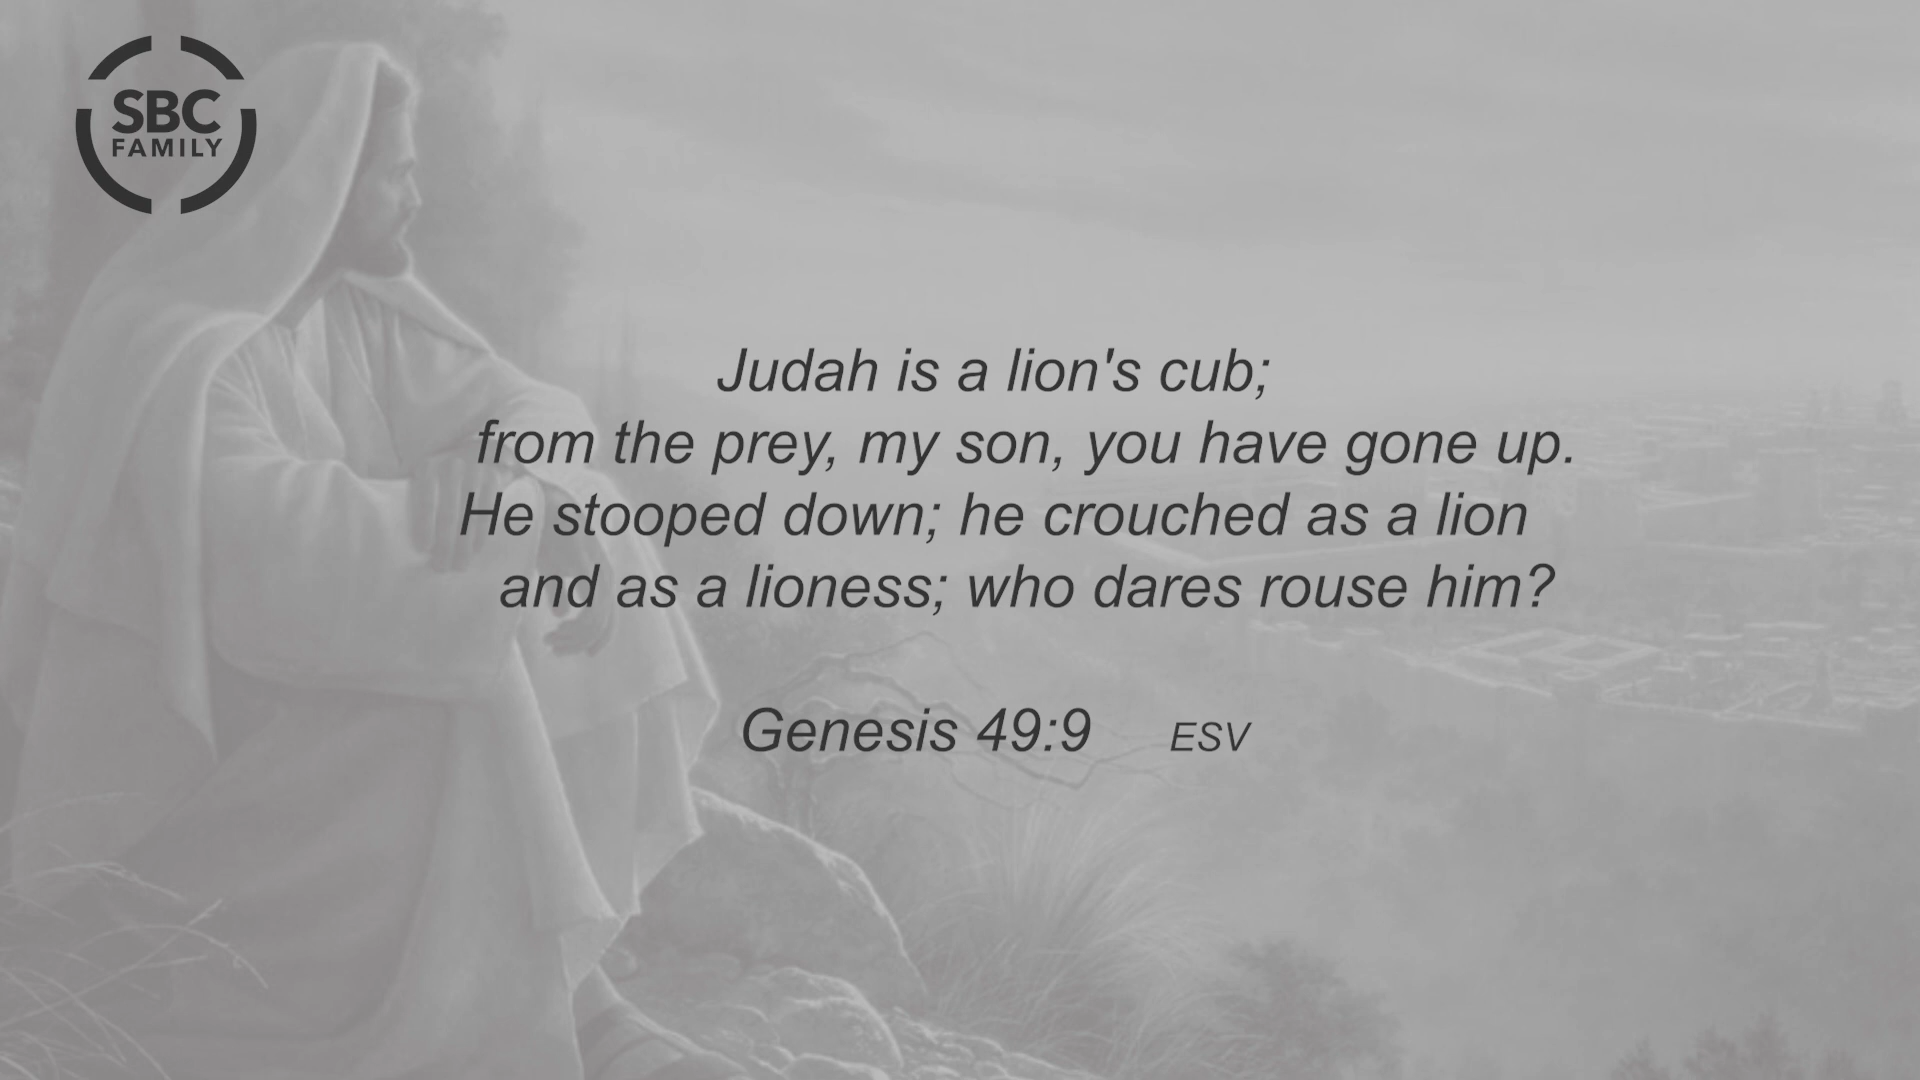 SBC
FAMILY
Judah is a lion's cub;
from the prey, my son, you have gone up.
He stooped down; he crouched as a lion
and as a lioness; who dares rouse him?
Genesis 49:9 ESV